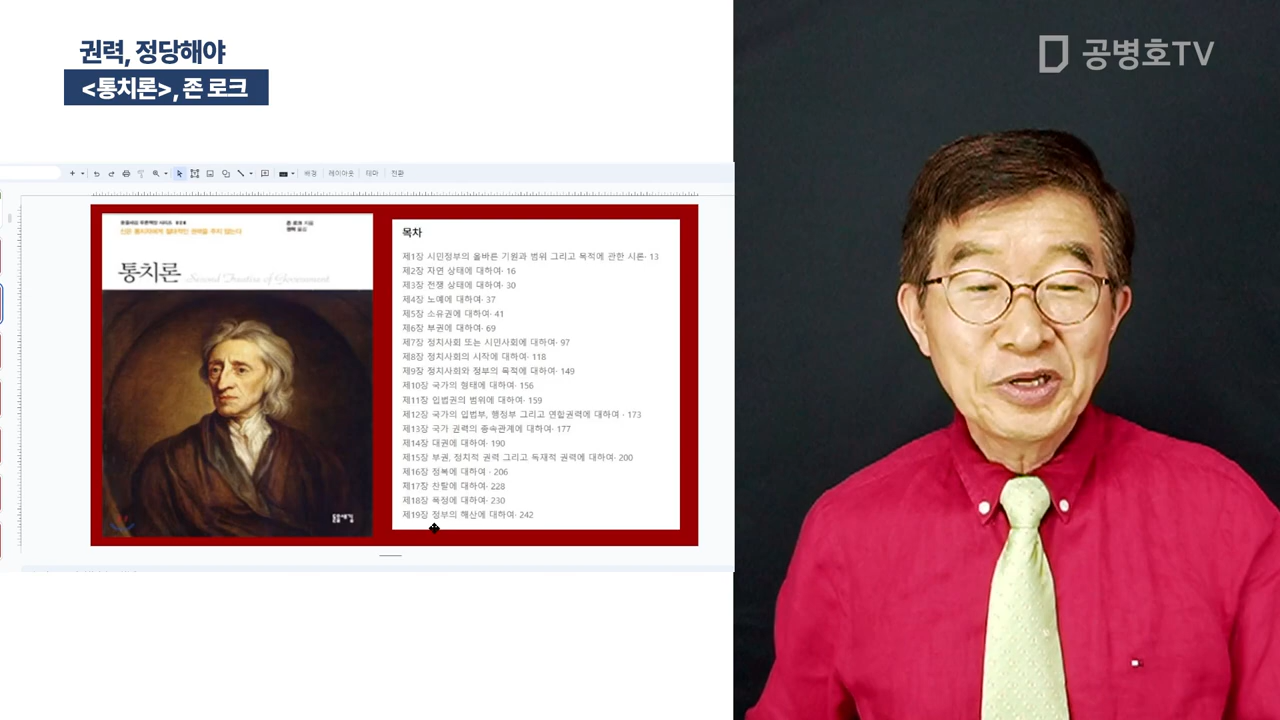 권력, 정당해야
<통치론>, 존 로크
공병호TV
배경 레이아웃 테마 전환
존 로크 지음
통치론
Second Treatise of Government
목차
제1장 시민정부의 올바른 기원과 범위 그리고 목적에 관한 시론· 13
제2장 자연 상태에 대하여· 16
제3장 전쟁 상태에 대하여· 30
제4장 노예에 대하여· 37
제5장 소유권에 대하여· 41
제6장 부권에 대하여· 69
제7장 정치사회 또는 시민사회에 대하여· 97
제8장 정치사회의 시작에 대하여· 118
제9장 정치사회와 정부의 목적에 대하여· 149
제10장 국가의 형태에 대하여· 156
제11장 입법권의 범위에 대하여· 159
제12장 국가의 입법부, 행정부 그리고 연합권력에 대하여 · 173
제13장 국가 권력의 종속관계에 대하여· 177
제14장 대권에 대하여· 190
제15장 부권, 정치적 권력 그리고 독재적 권력에 대하여· 200
제16장 정복에 대하여 · 206
제17장 찬탈에 대하여· 228
제18장 폭정에 대하여· 230
제19장 정부의 해산에 대하여· 242
돋을새김